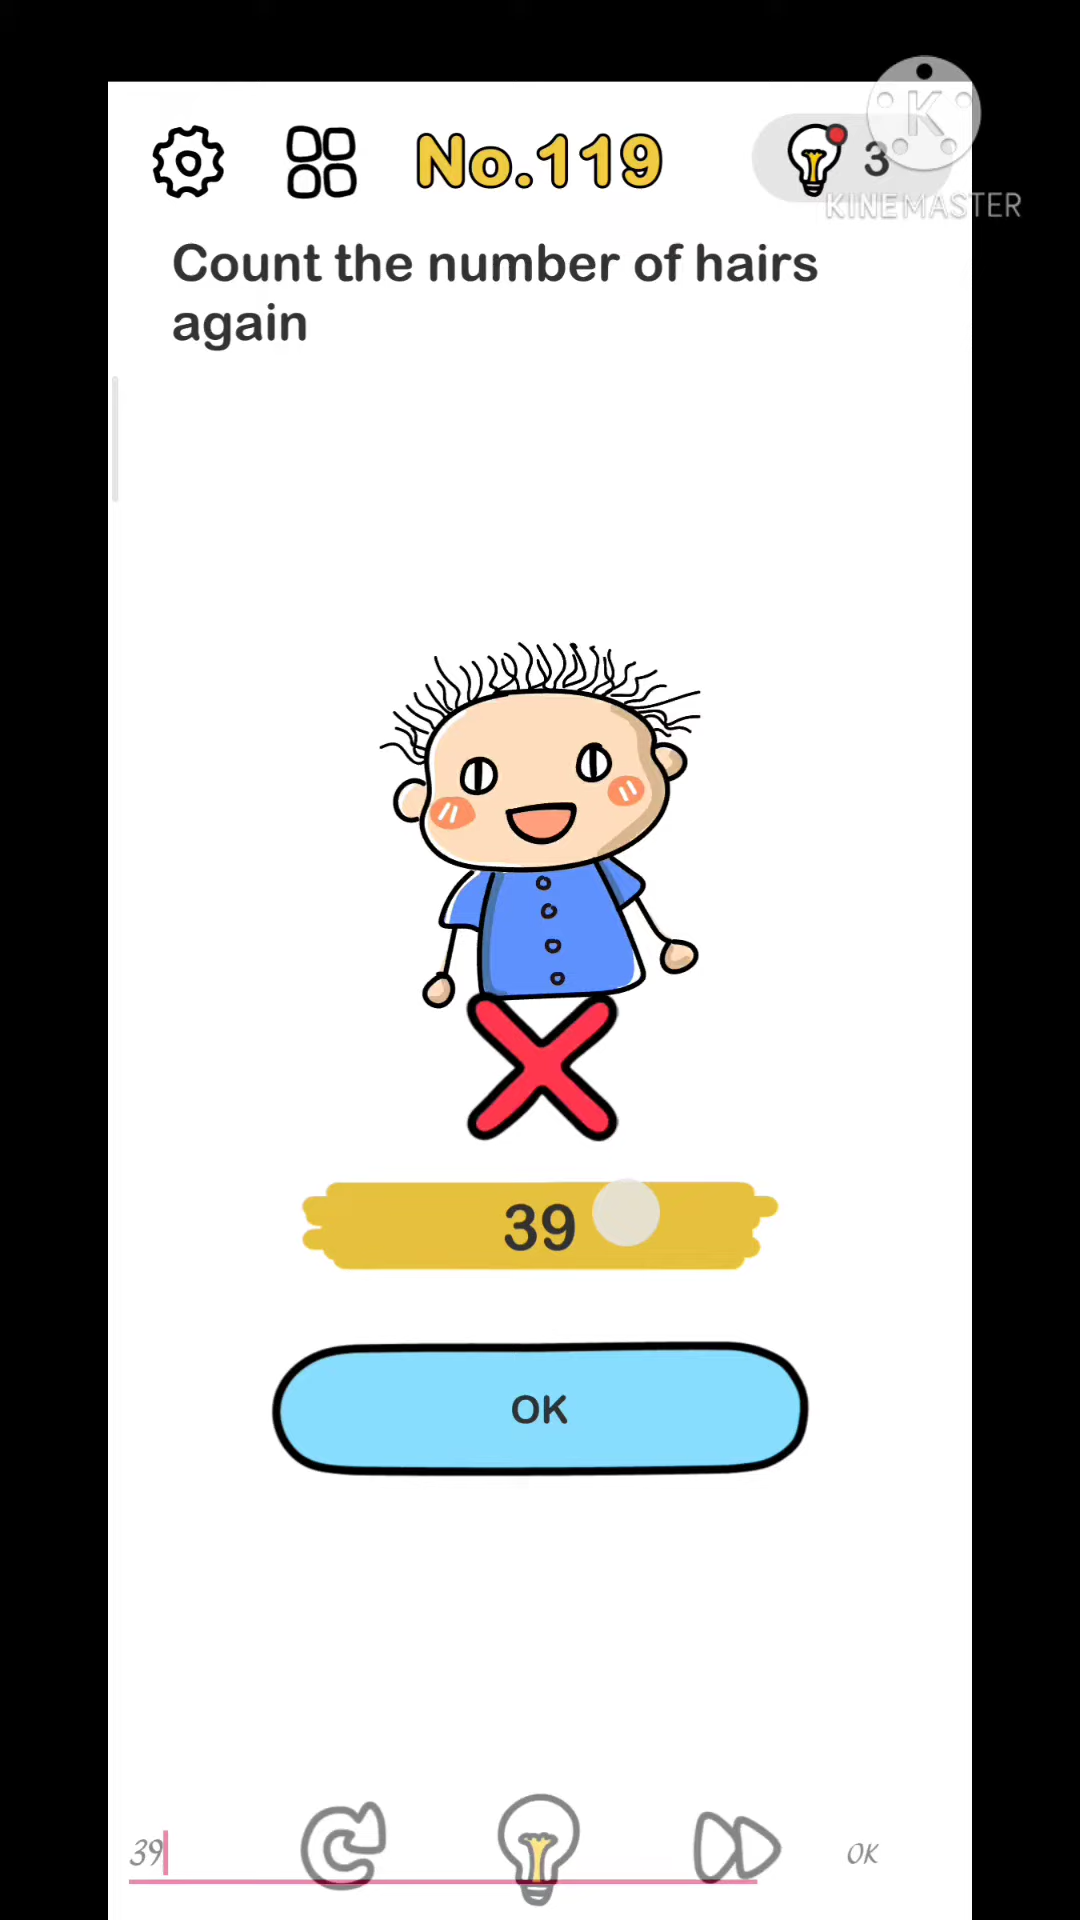 No.119
3
K
KINEMASTER
Count the number of hairs
again
39
OK
39
OK